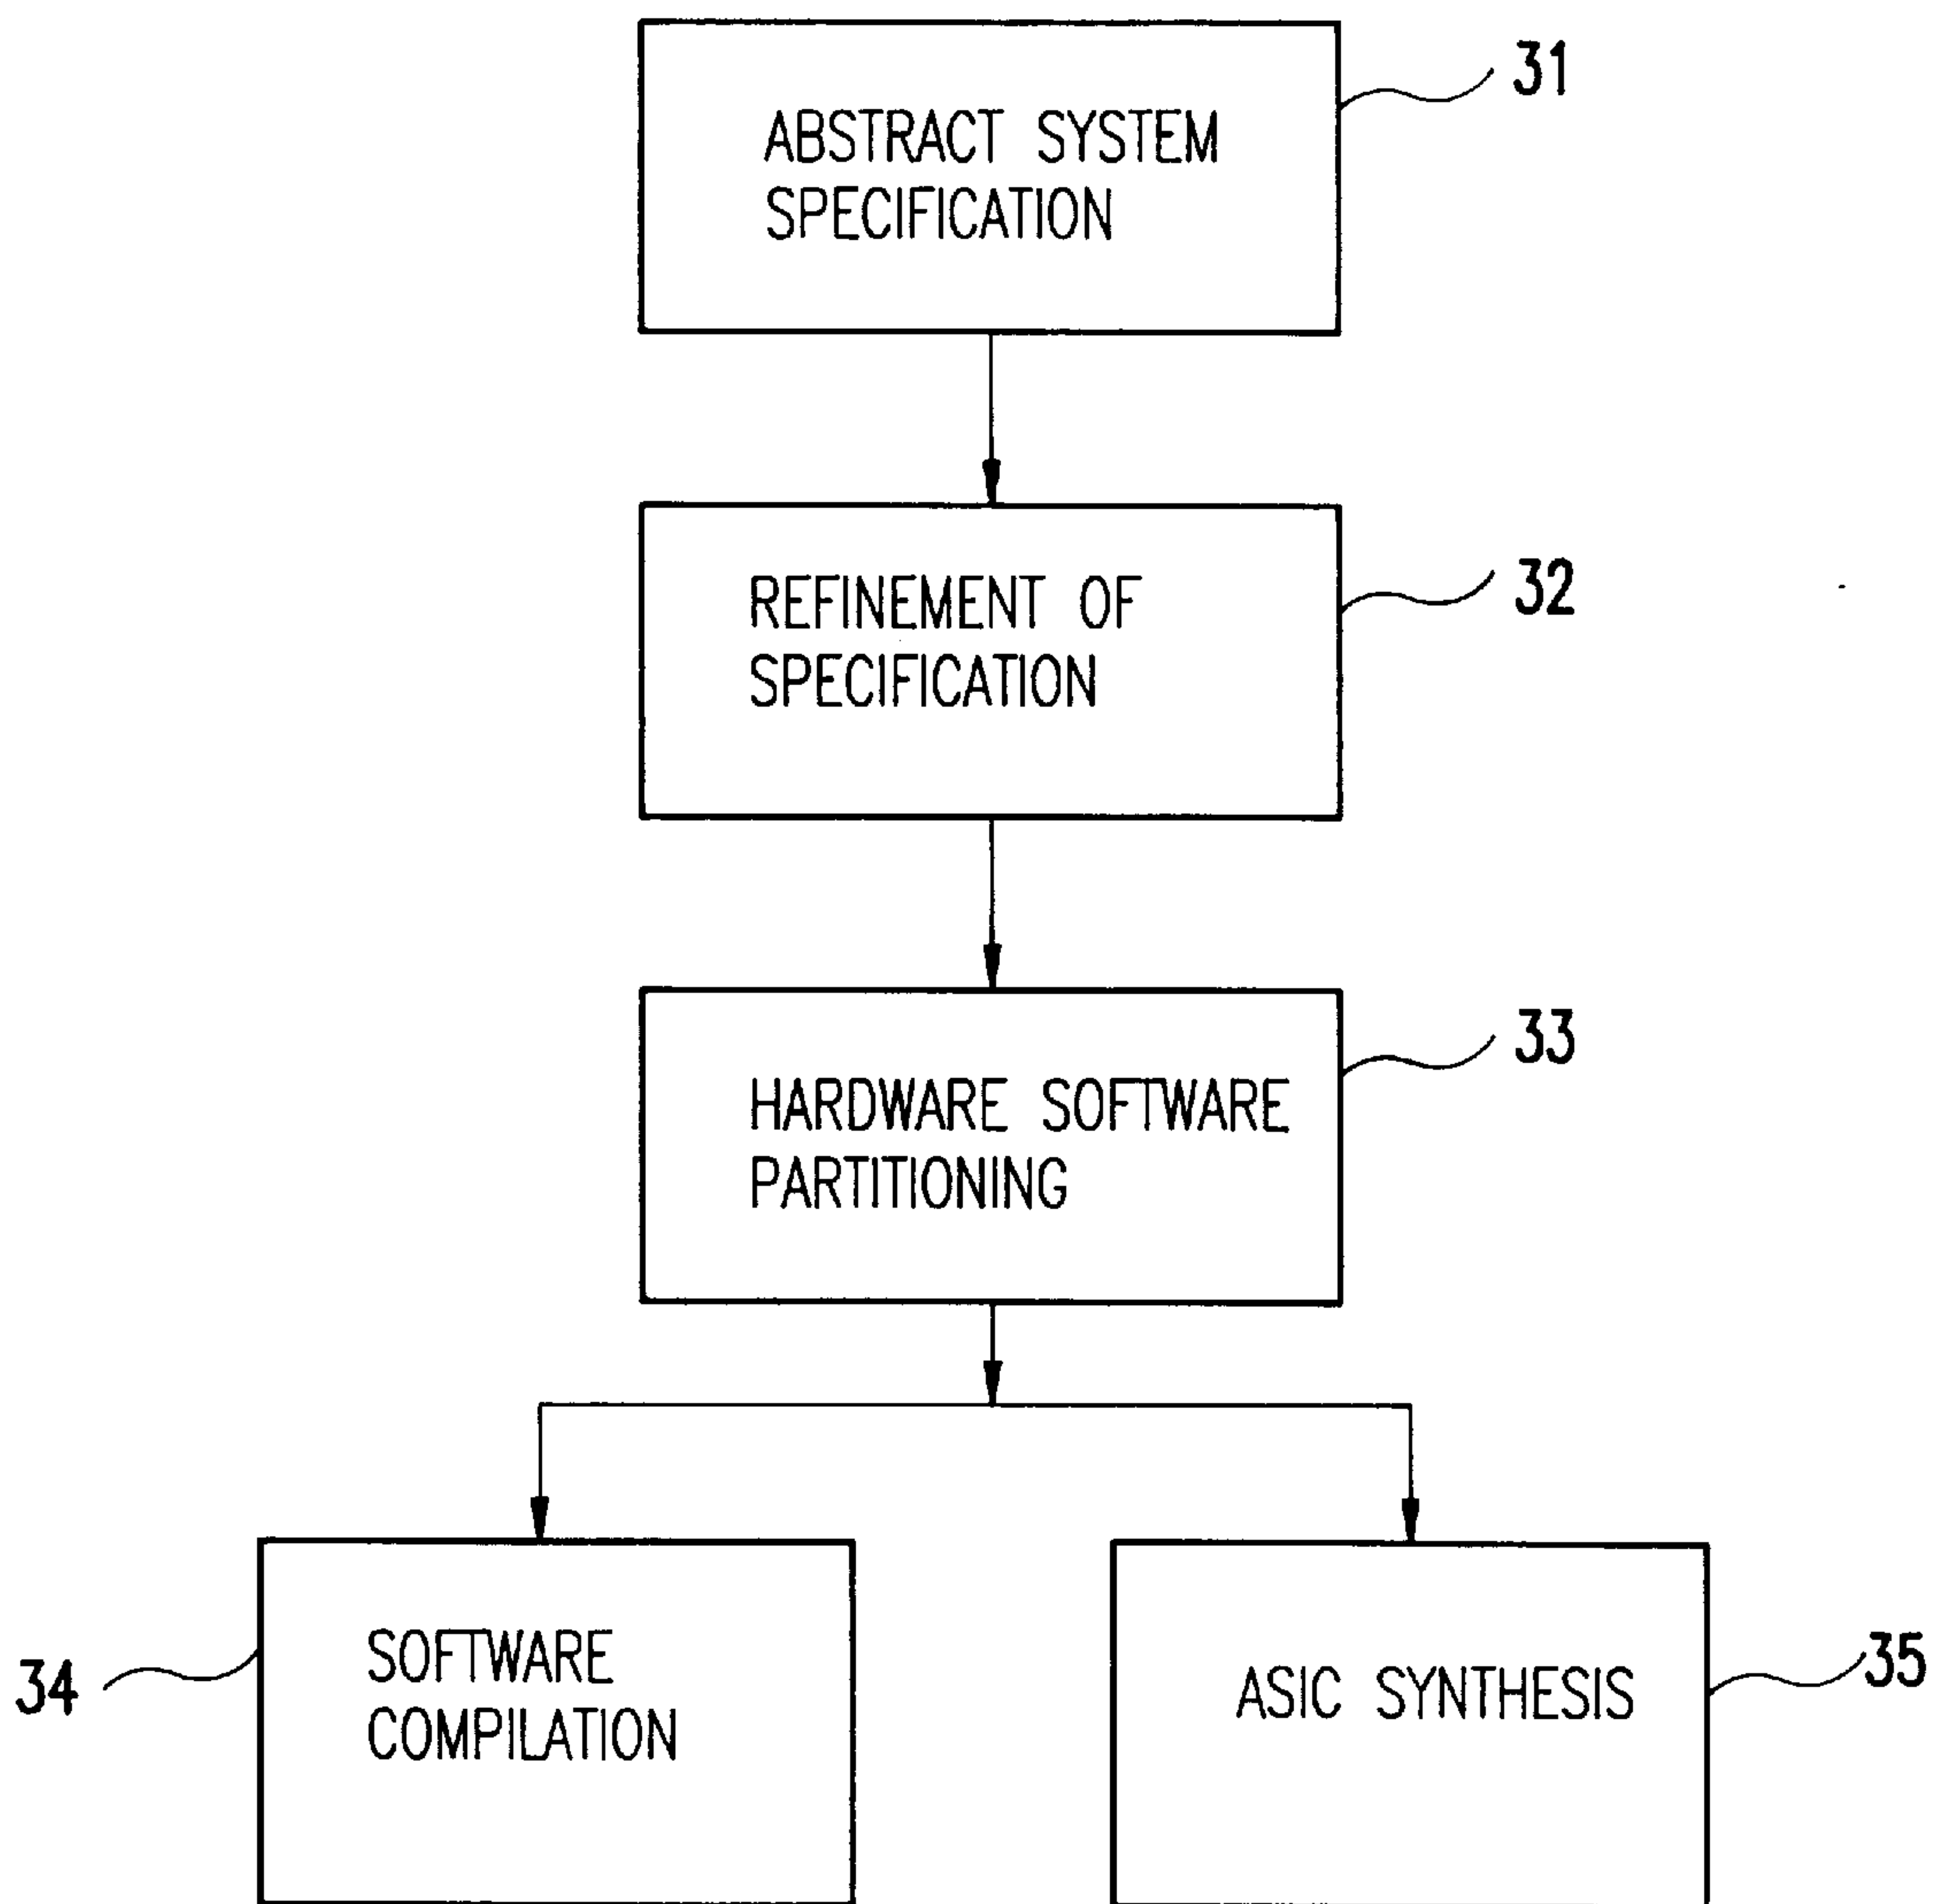 31
ABSTRACT SYSTEM
SPECIFICATION
32
REFINEMENT OF
SPECIFICATION
33
HARDWARE SOFTWARE
PARTITIONING
34
SOFTWARE
COMPILATION
35
ASIC SYNTHESIS